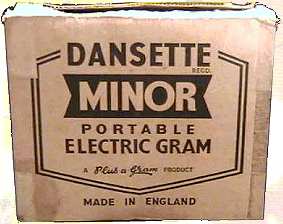 DANSETTE
REGD.
MINOR
PORTABLE
ELECTRIC GRAM
A Plus a Gram PRODUCT
MADE IN ENGLAND